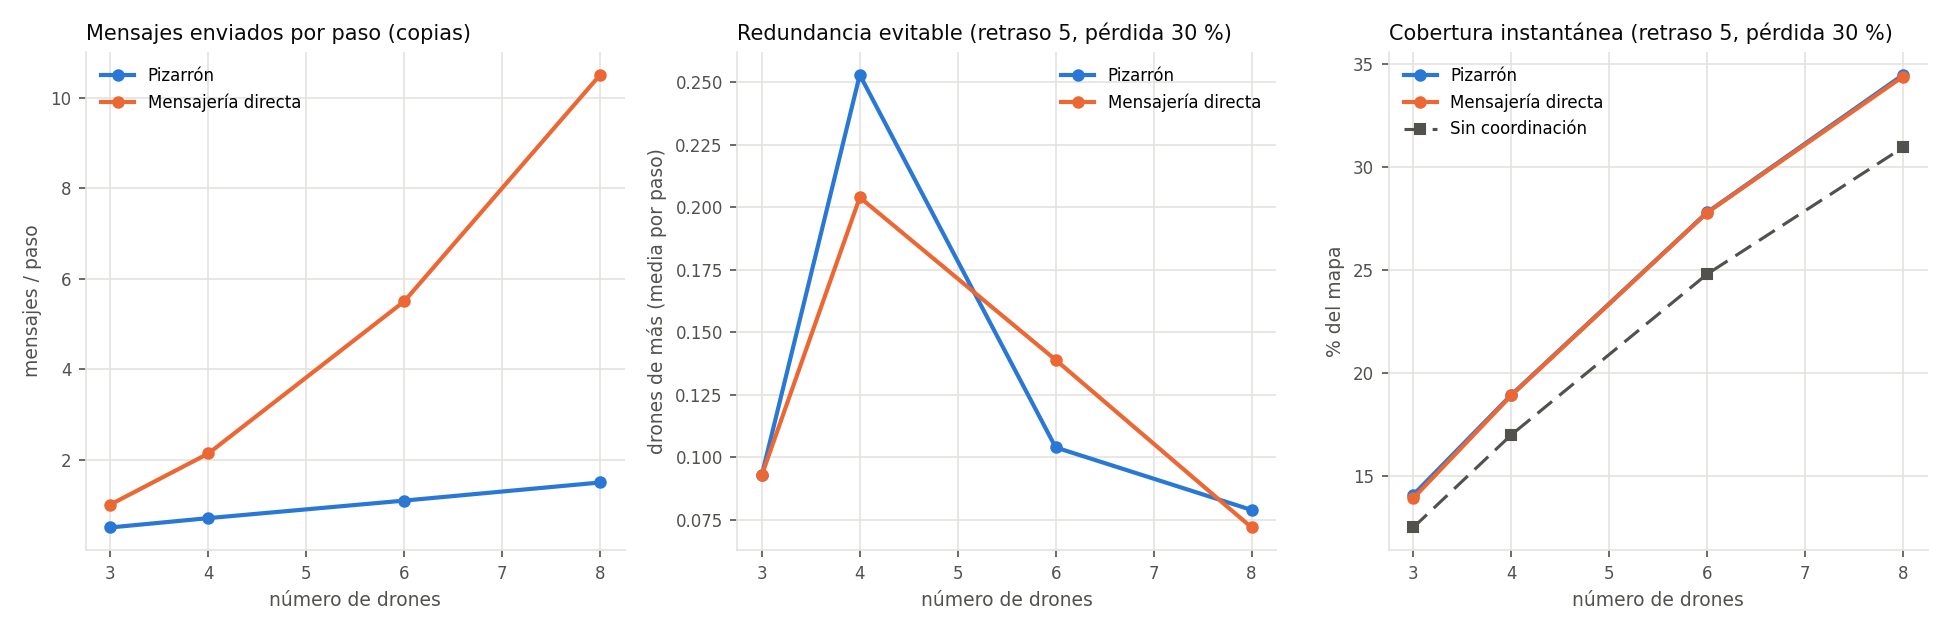 Mensajes enviados por paso (copias)
Pizarrón
Mensajería directa
10
8
6
4
2
mensajes / paso
3 4 5 6 7 8
número de drones
Redundancia evitable (retraso 5, pérdida 30 %)
Pizarrón
Mensajería directa
0.250
0.225
0.200
0.175
0.150
0.125
0.100
0.075
drones de más (media por paso)
3 4 5 6 7 8
número de drones
Cobertura instantánea (retraso 5, pérdida 30 %)
Pizarrón
Mensajería directa
Sin coordinación
35
30
25
20
15
% del mapa
3 4 5 6 7 8
número de drones